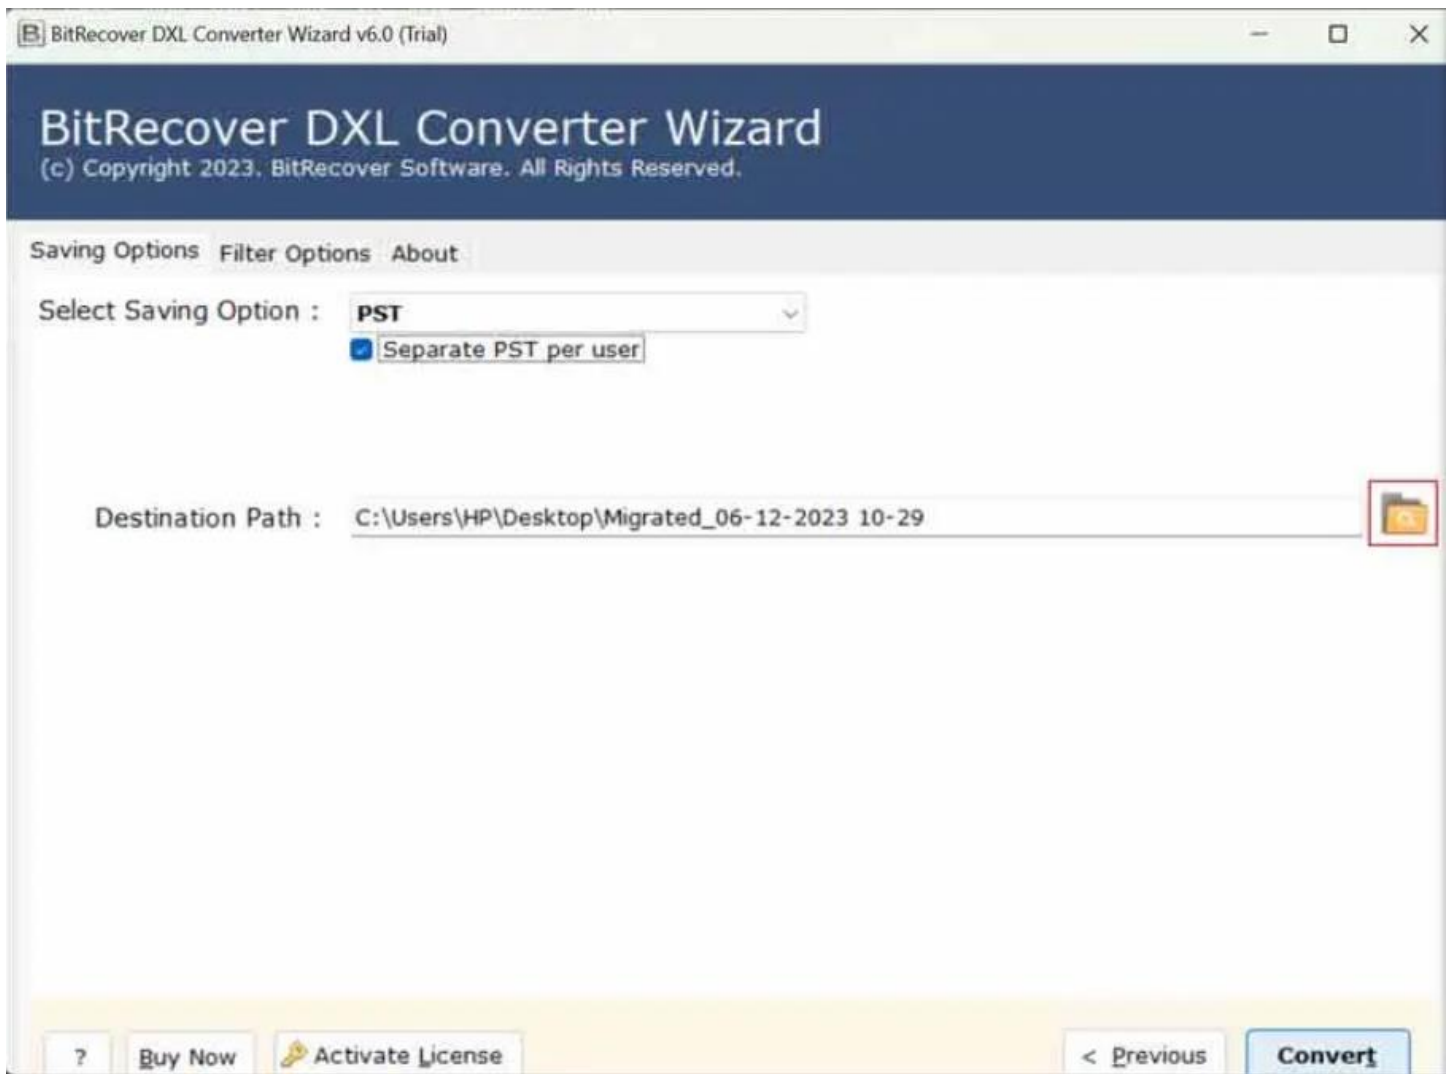 BitRecover DXL Converter Wizard v6.0 (Trial)
BitRecover DXL Converter Wizard
(c) Copyright 2023. BitRecover Software. All Rights Reserved.
Saving Options Filter Options About
Select Saving Option : PST
Separate PST per user
Destination Path : C:\Users\HP\Desktop\Migrated_06-12-2023 10-29
? Buy Now Activate License < Previous Convert